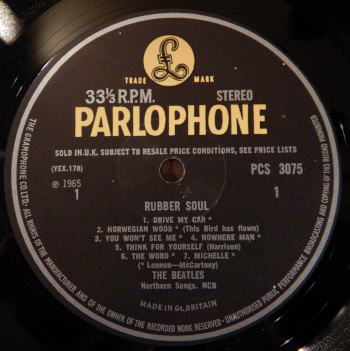 TRADE MARK
£
33⅓ R.P.M. STEREO
PARLOPHONE
SOLD IN U.K. SUBJECT TO RESALE PRICE CONDITIONS, SEE PRICE LISTS
(YEX.178) PCS 3075
℗ 1965
1 1
RUBBER SOUL
1. DRIVE MY CAR *
2. NORWEGIAN WOOD * (This Bird has flown)
3. YOU WON'T SEE ME * 4. NOWHERE MAN *
5. THINK FOR YOURSELF (Harrison)
6. THE WORD * 7. MICHELLE *
(* Lennon—McCartney)
THE BEATLES
Northern Songs, NCB
MADE IN Gt. BRITAIN
THE GRAMOPHONE CO. LTD. ALL RIGHTS OF THE MANUFACTURER AND OF THE OWNER OF THE RECORDED WORK RESERVED - UNAUTHORISED PUBLIC PERFORMANCE BROADCASTING AND COPYING OF THIS RECORD PROHIBITED